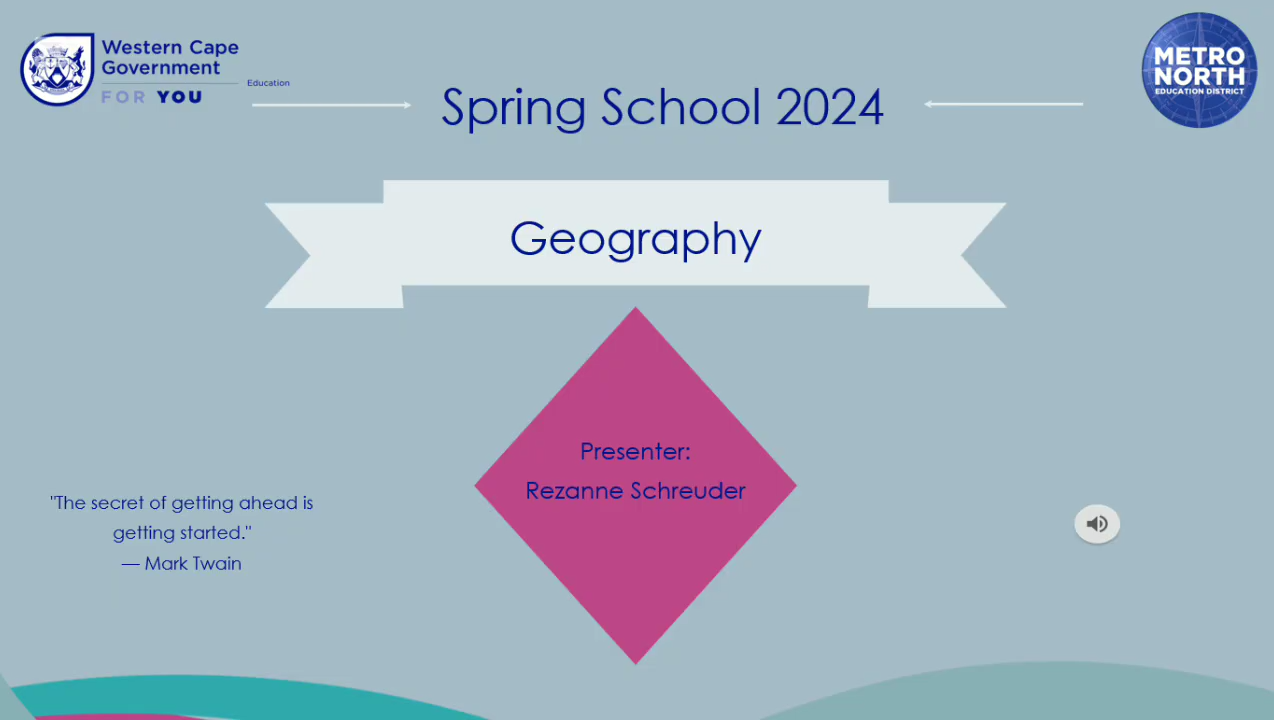 Western Cape
Government
Education
FOR YOU
METRO
NORTH
EDUCATION DISTRICT
Spring School 2024
Geography
Presenter:
Rezanne Schreuder
"The secret of getting ahead is
getting started."
— Mark Twain